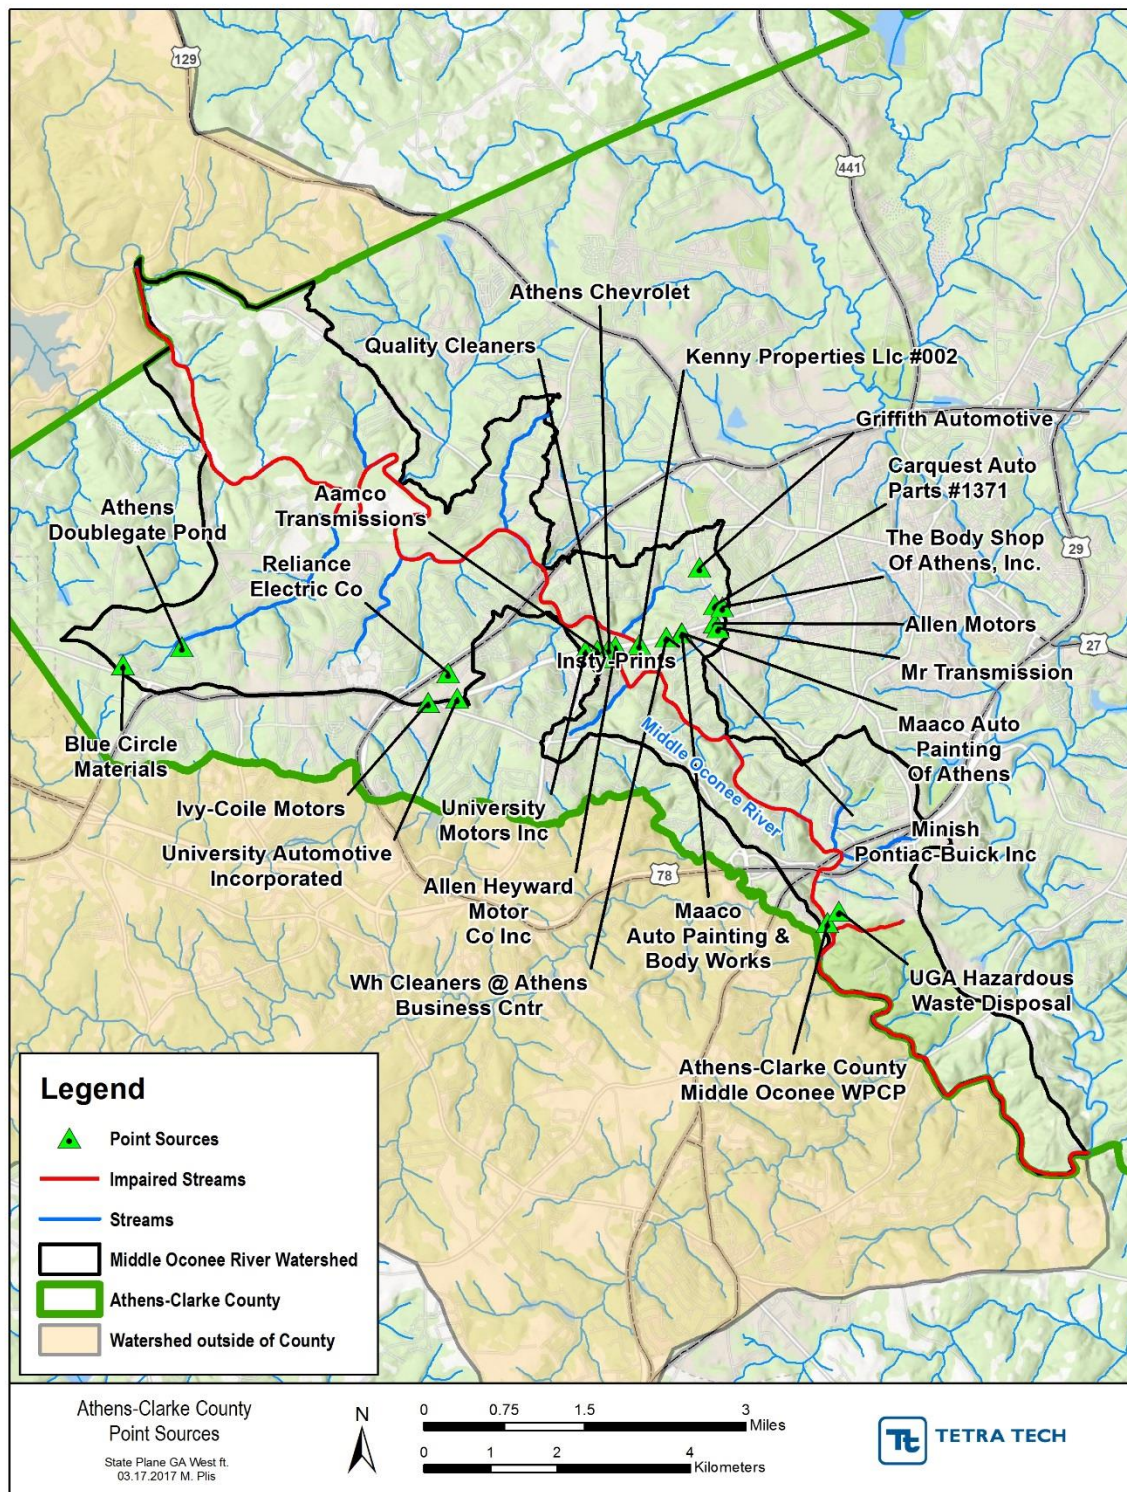 129
441
Athens Chevrolet
Quality Cleaners
Kenny Properties Llc #002
Griffith Automotive
Carquest Auto
Parts #1371
Aamco
Transmissions
Athens
Doublegate Pond
The Body Shop
Of Athens, Inc.
29
Reliance
Electric Co
Allen Motors
27
Insty-Prints
Mr Transmission
Maaco Auto
Painting
Of Athens
Middle Oconee River
Blue Circle
Materials
Ivy-Coile Motors
University
Motors Inc
Minish
Pontiac-Buick Inc
University Automotive
Incorporated
78
Allen Heyward
Motor
Co Inc
Maaco
Auto Painting &
Body Works
Wh Cleaners @ Athens
Business Cntr
UGA Hazardous
Waste Disposal
Athens-Clarke County
Middle Oconee WPCP
Legend
Point Sources
Impaired Streams
Streams
Middle Oconee River Watershed
Athens-Clarke County
Watershed outside of County
Athens-Clarke County
Point Sources
State Plane GA West ft.
03.17.2017 M. Plis
N
0 0.75 1.5 3
Miles
0 1 2 4
Kilometers
Tt TETRA TECH